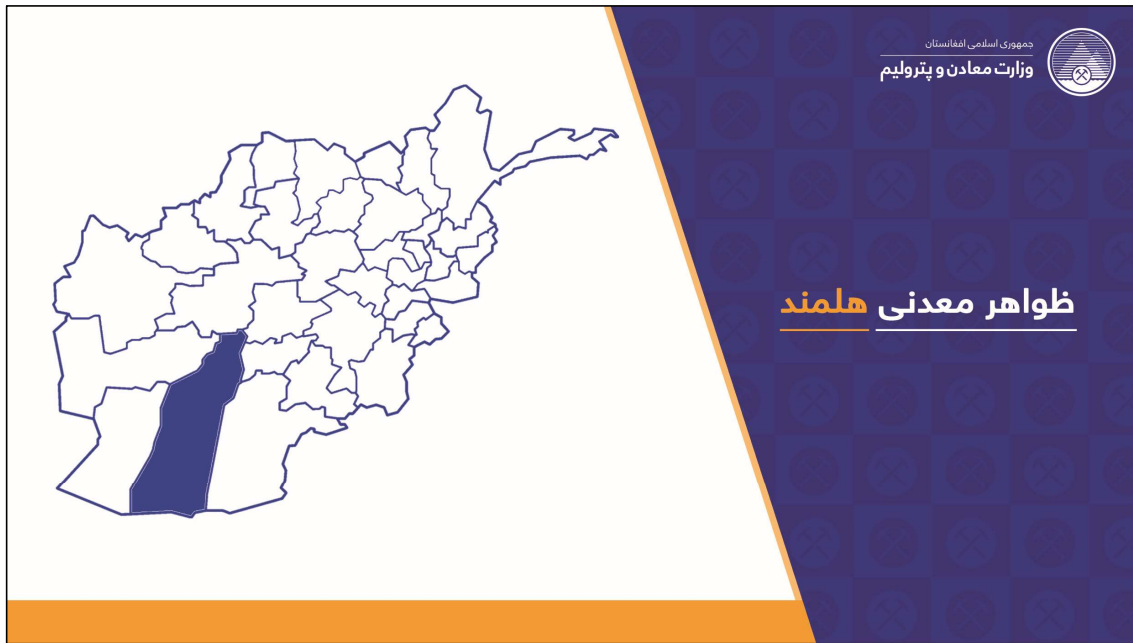 جمهوری اسلامی افغانستان
وزارت معادن و پترولیم
ظواهر معدنی هلمند